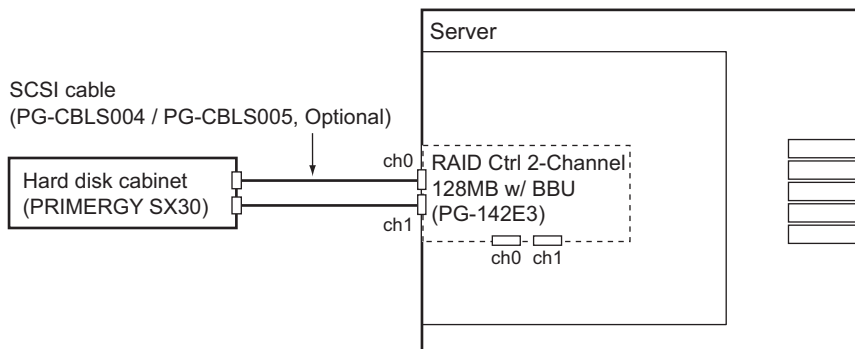 Server
SCSI cable
(PG-CBLS004 / PG-CBLS005, Optional)
Hard disk cabinet
(PRIMERGY SX30)
ch0
ch1
RAID Ctrl 2-Channel
128MB w/ BBU
(PG-142E3)
ch0 ch1